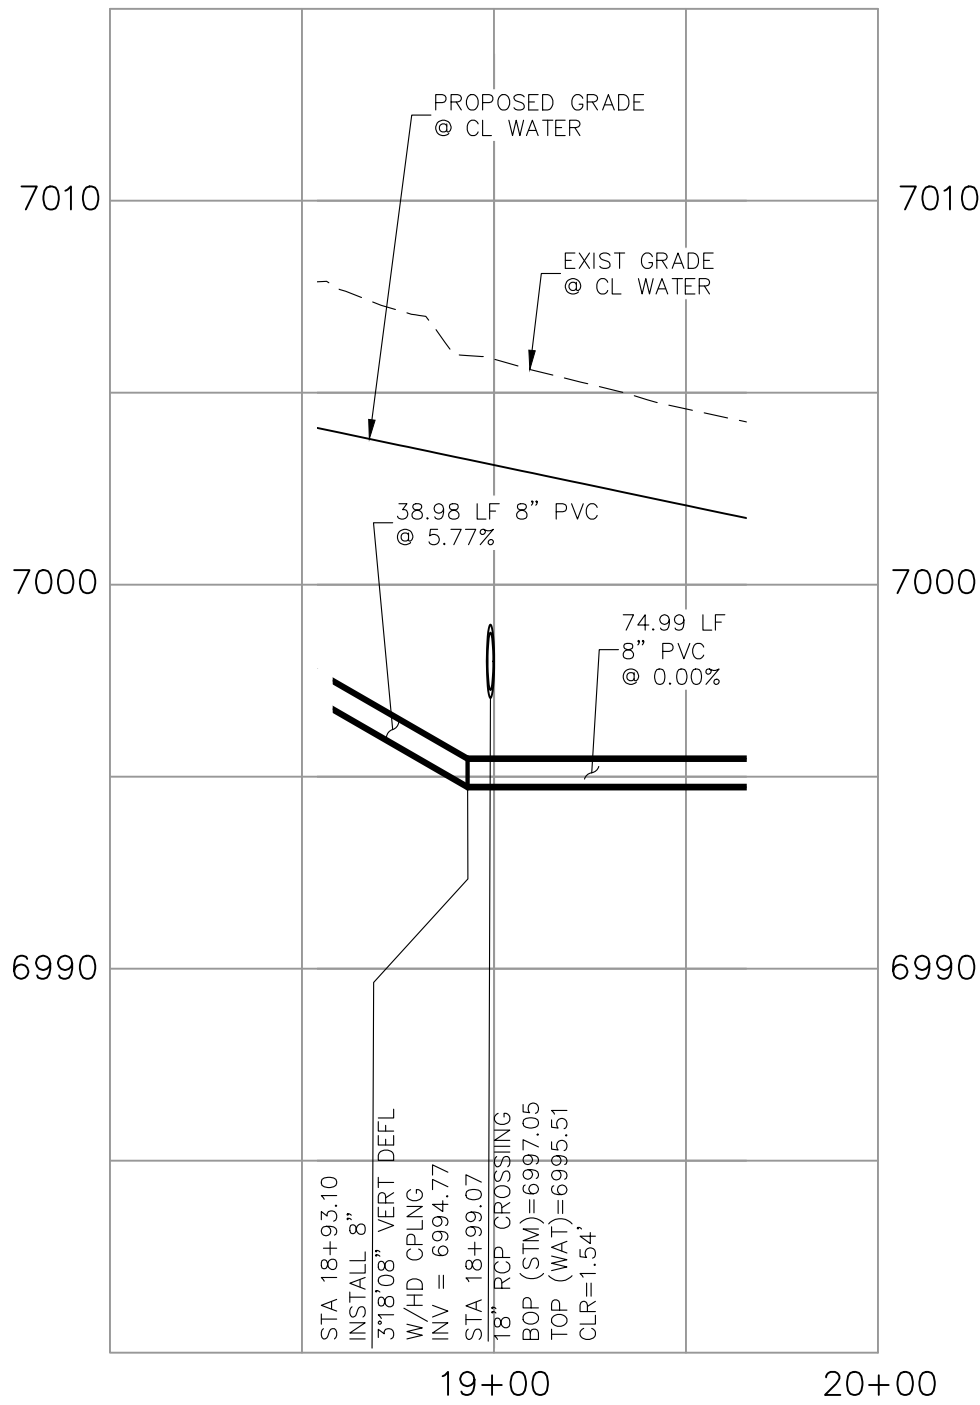 PROPOSED GRADE
@ CL WATER
7010
7010
EXIST GRADE
@ CL WATER
38.98 LF 8" PVC
@ 5.77%
7000
7000
74.99 LF
8" PVC
@ 0.00%
6990
6990
STA 18+93.10
INSTALL 8"
3°18'08" VERT DEFL
W/HD CPLNG
INV = 6994.77
STA 18+99.07
18" RCP CROSSIING
BOP (STM)=6997.05
TOP (WAT)=6995.51
CLR=1.54'
19+00
20+00